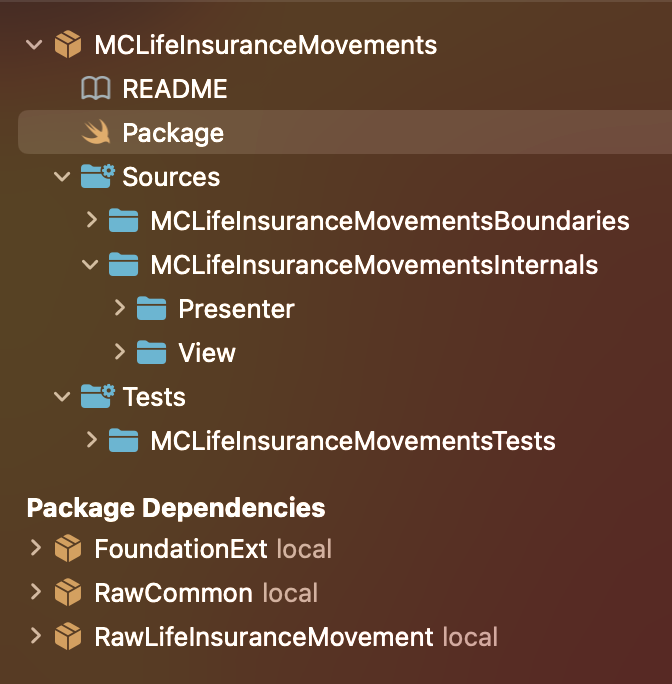 MCLifeInsuranceMovements
README
Package
Sources
MCLifeInsuranceMovementsBoundaries
MCLifeInsuranceMovementsInternals
Presenter
View
Tests
MCLifeInsuranceMovementsTests
Package Dependencies
FoundationExt local
RawCommon local
RawLifeInsuranceMovement local